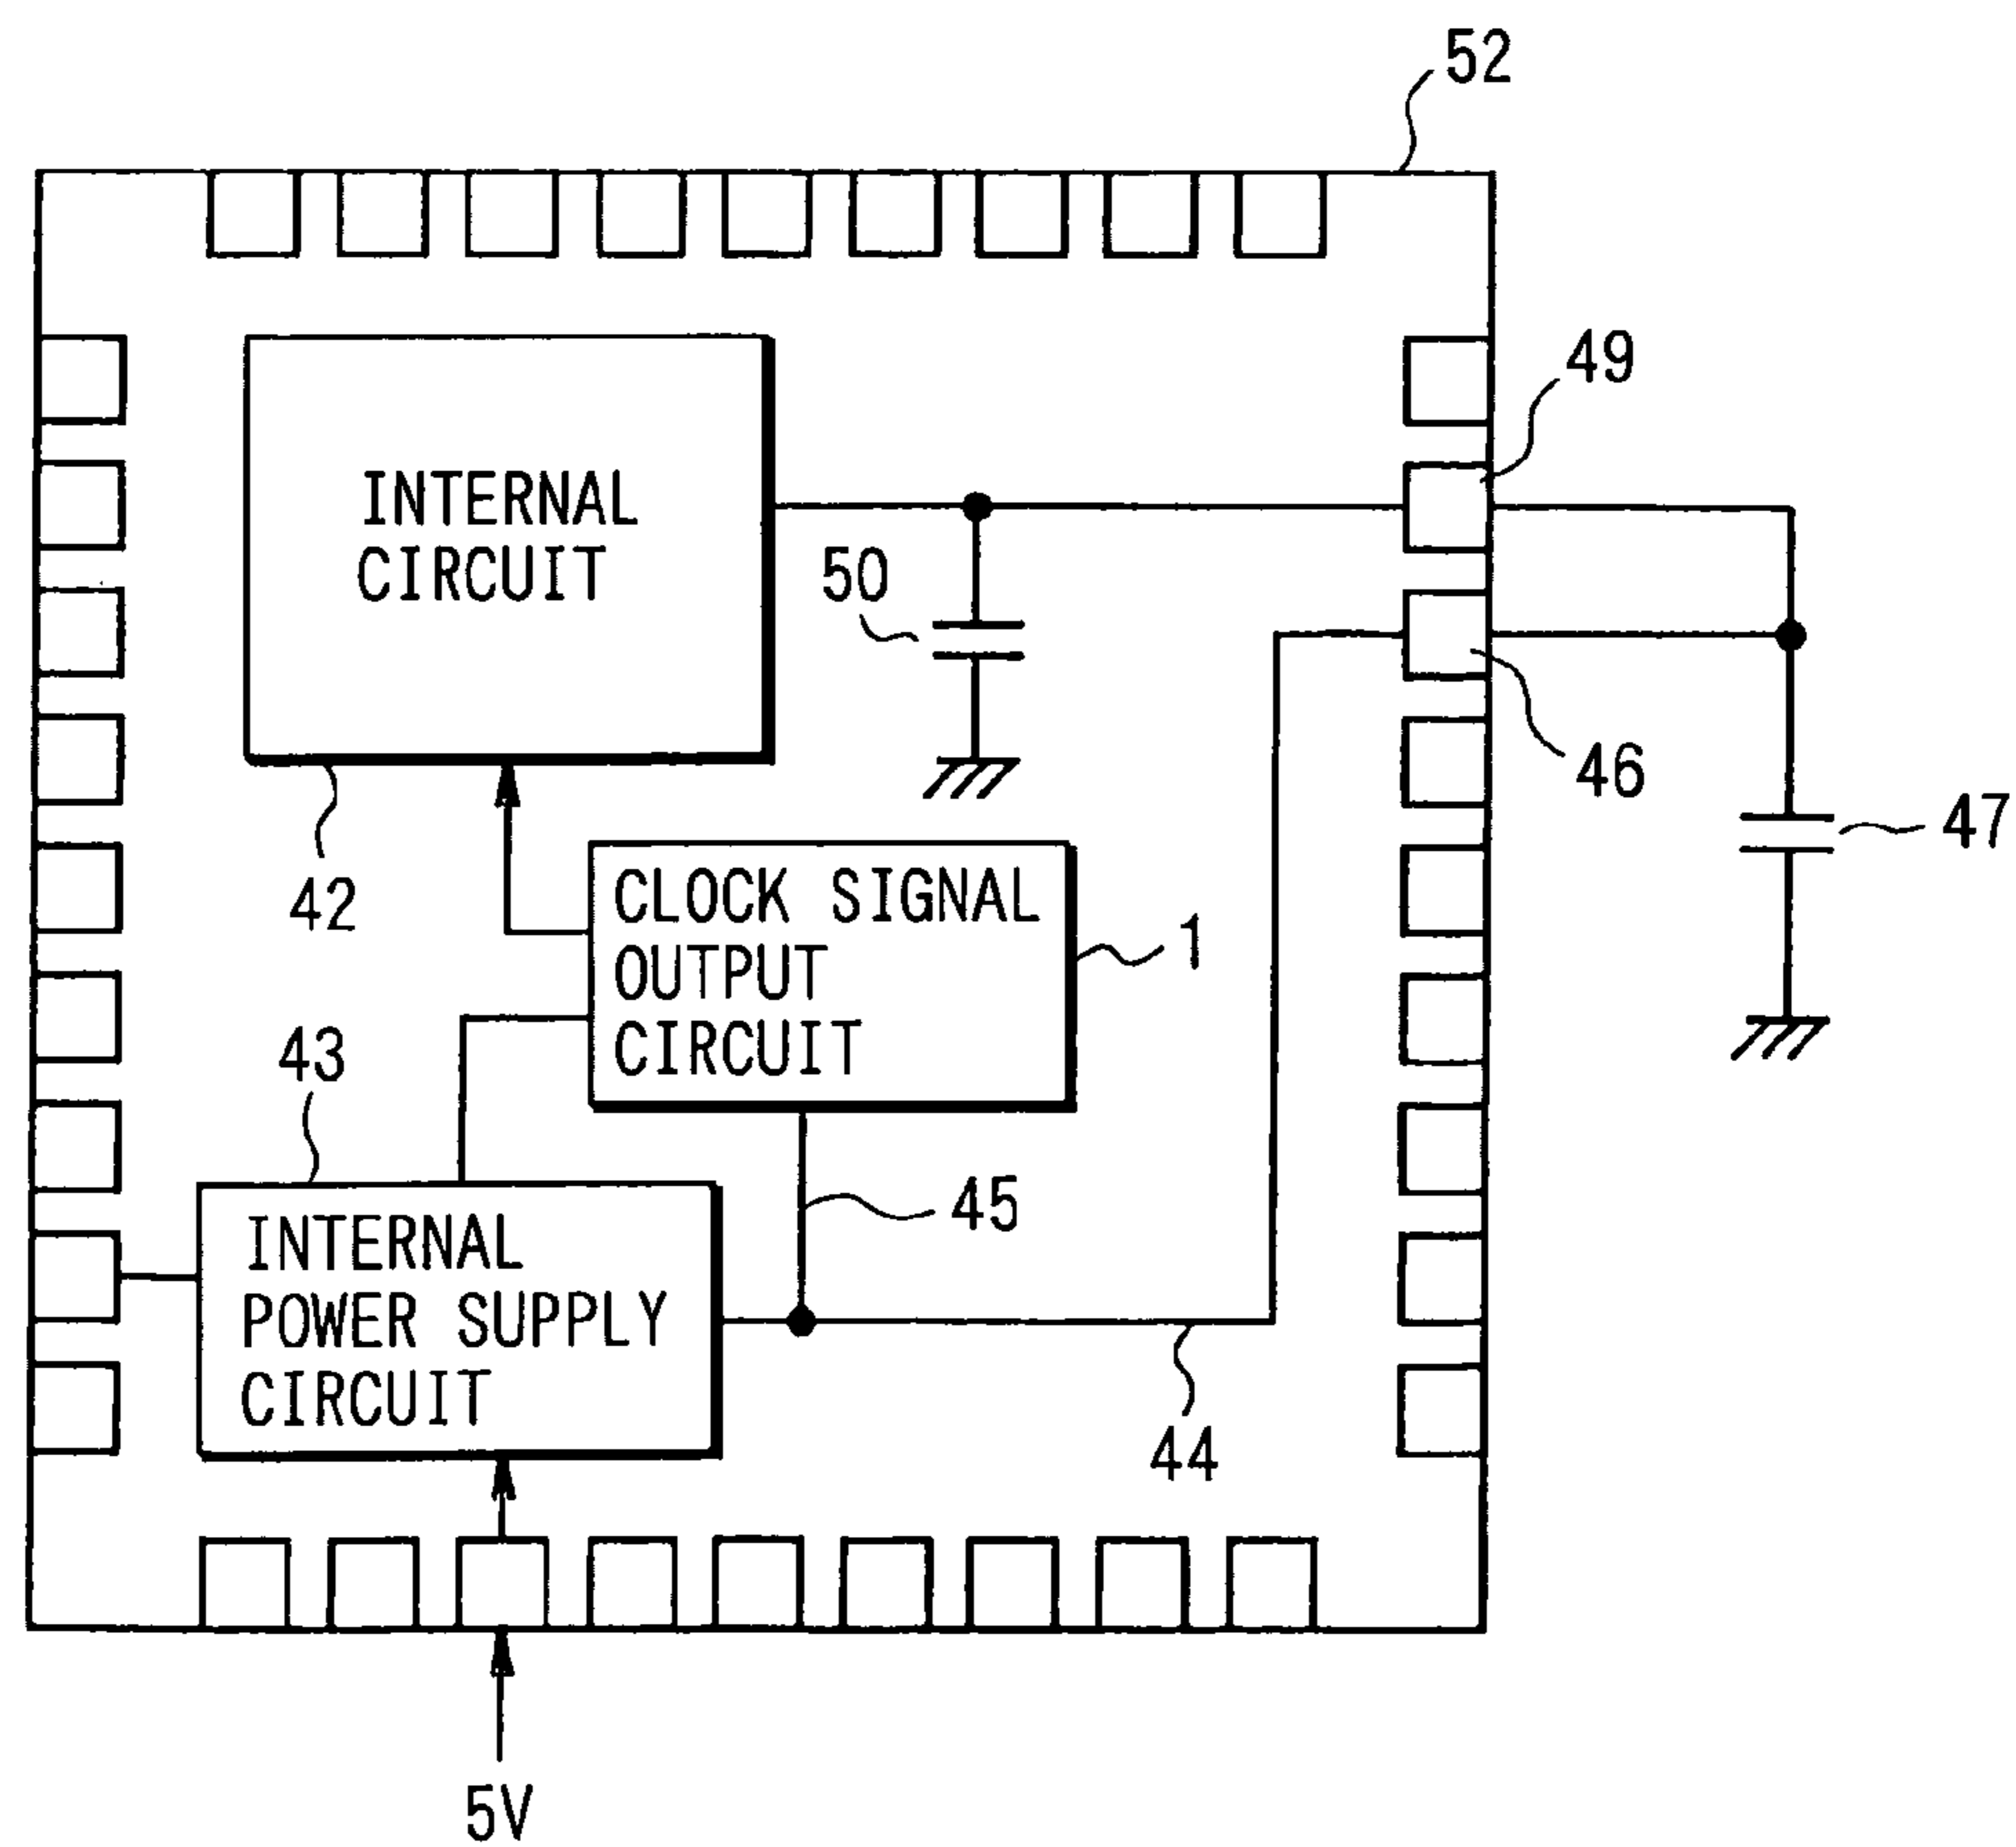 52
49
INTERNAL
CIRCUIT
50
46
47
42
CLOCK SIGNAL
OUTPUT
CIRCUIT
1
43
45
INTERNAL
POWER SUPPLY
CIRCUIT
44
5V